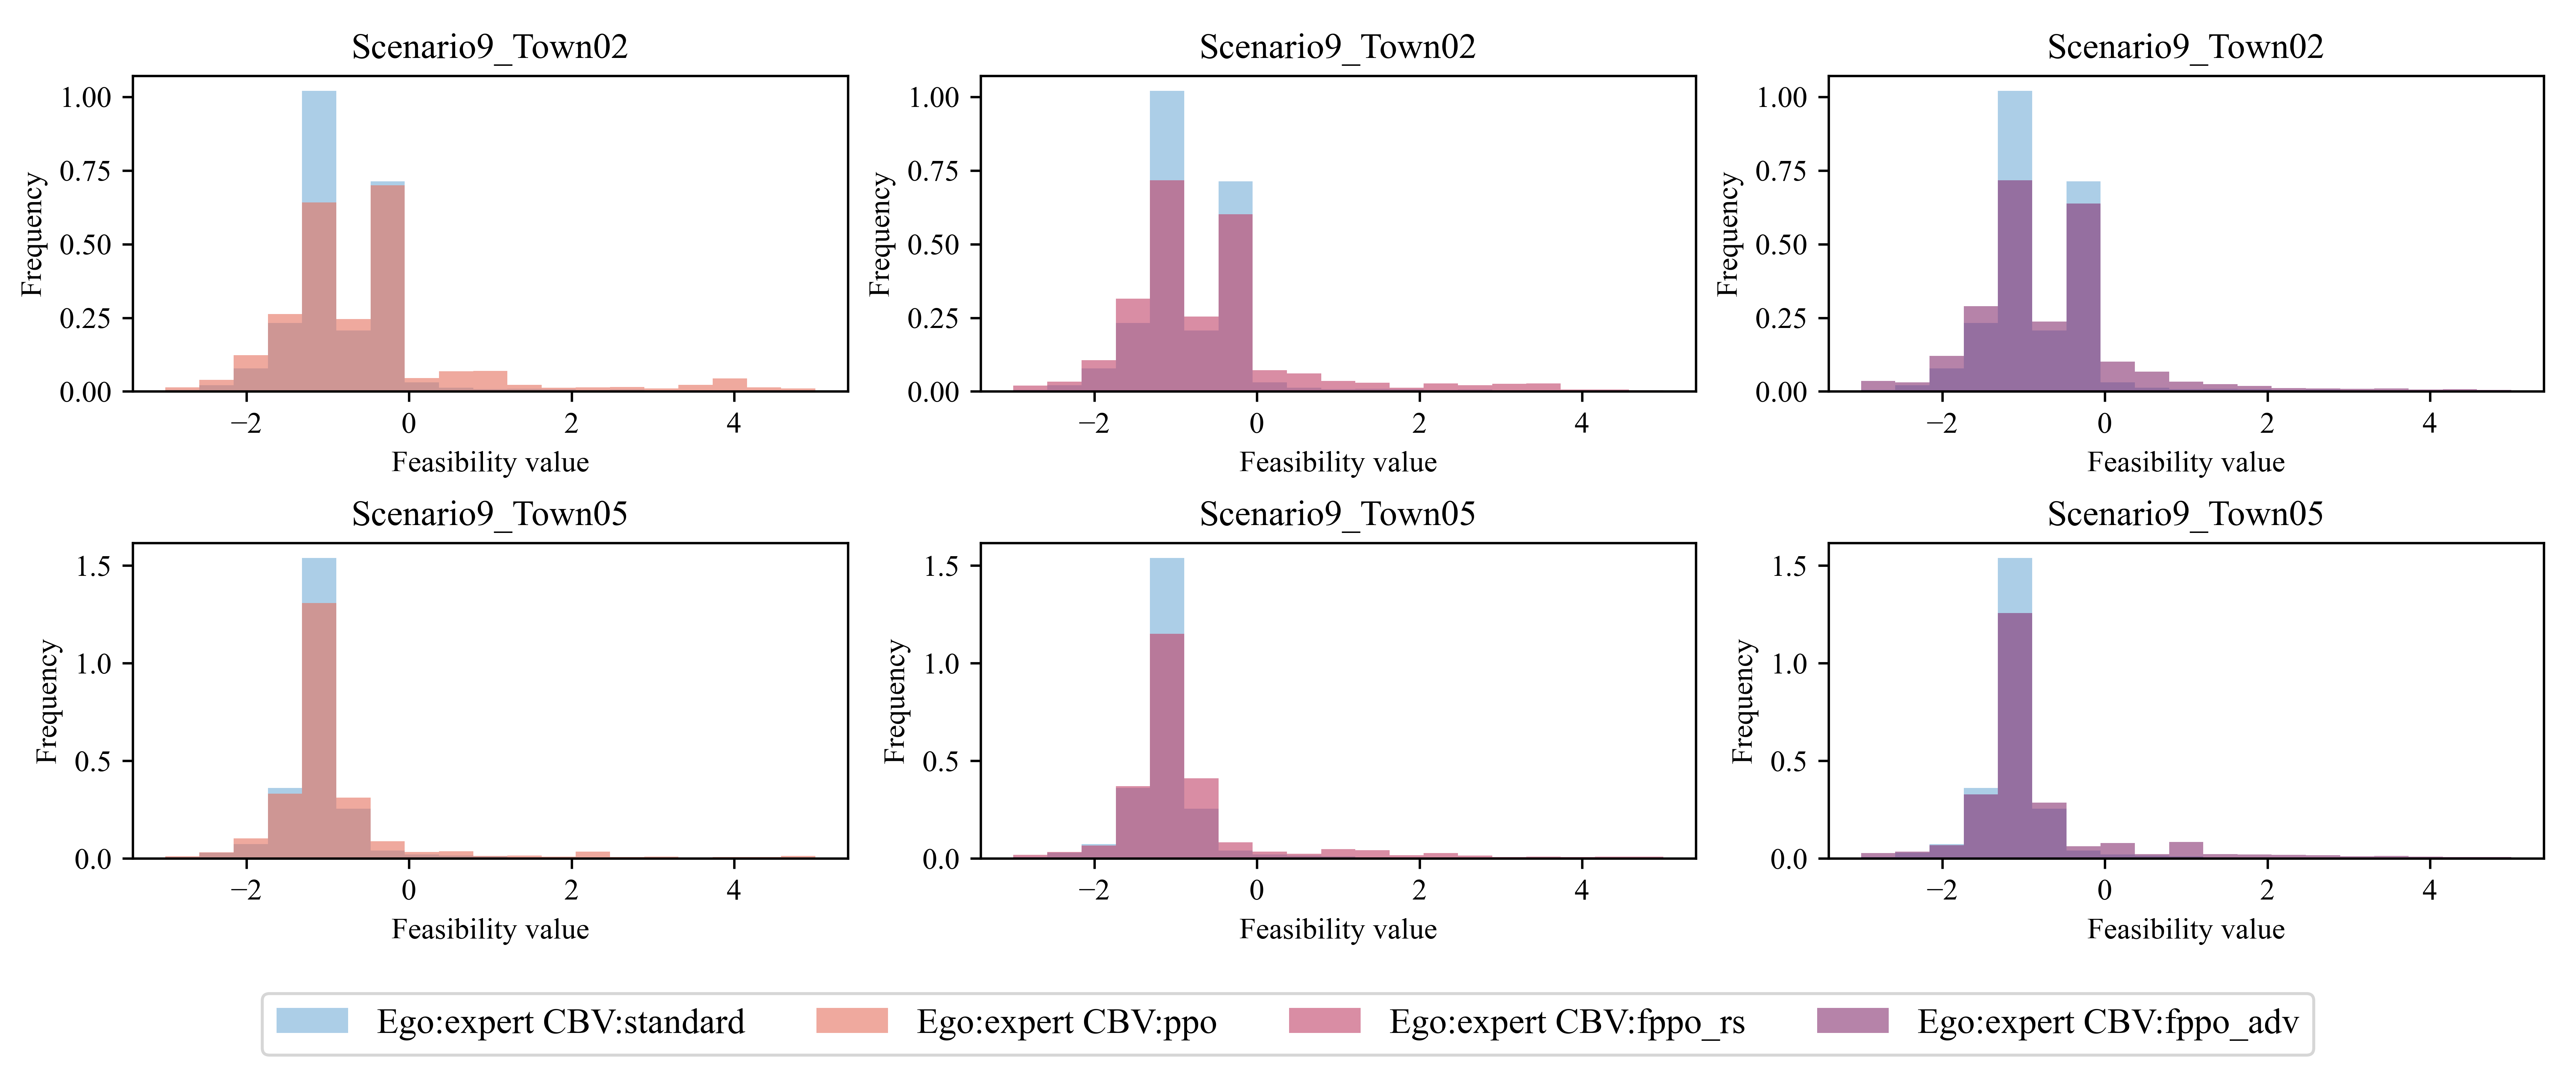 Scenario9_Town02 Scenario9_Town02 Scenario9_Town02
1.00 1.00 1.00
0.75 0.75 0.75
0.50 0.50 0.50
0.25 0.25 0.25
0.00 0.00 0.00
Frequency Frequency Frequency
−2 0 2 4 −2 0 2 4 −2 0 2 4
Feasibility value Feasibility value Feasibility value
Scenario9_Town05 Scenario9_Town05 Scenario9_Town05
1.5 1.5 1.5
1.0 1.0 1.0
0.5 0.5 0.5
0.0 0.0 0.0
Frequency Frequency Frequency
−2 0 2 4 −2 0 2 4 −2 0 2 4
Feasibility value Feasibility value Feasibility value
Ego:expert CBV:standard Ego:expert CBV:ppo Ego:expert CBV:fppo_rs Ego:expert CBV:fppo_adv